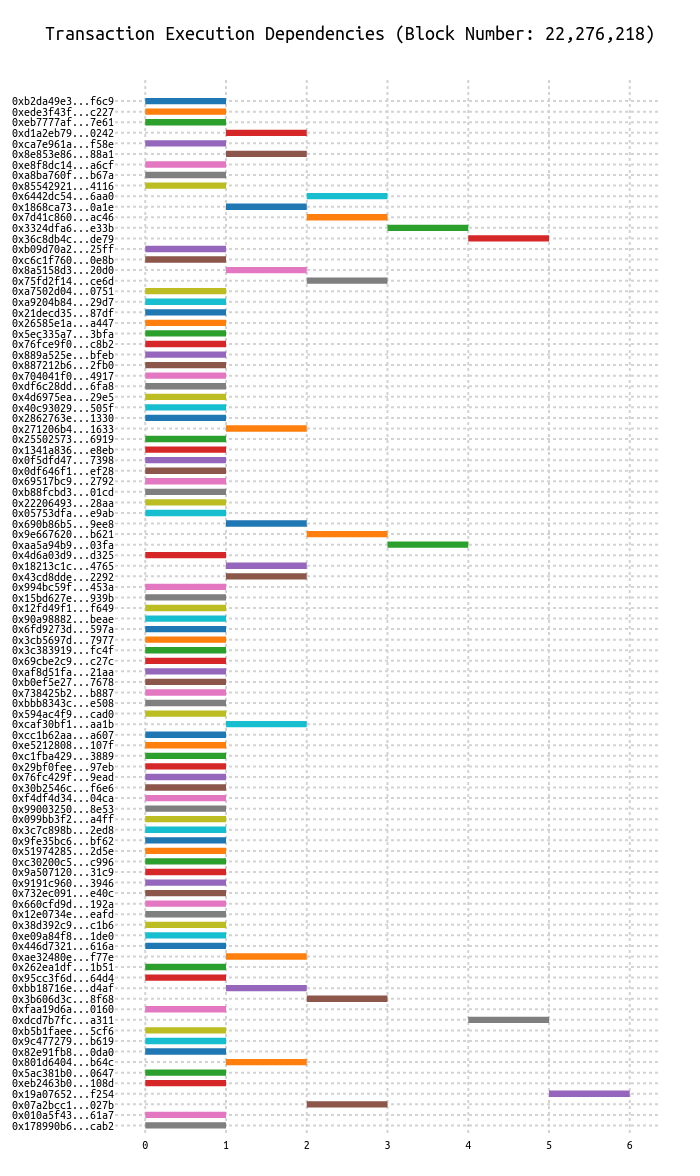 Transaction Execution Dependencies (Block Number: 22,276,218)
0xb2da49e3...f6c9
0xede3f43f...c227
0xeb7777af...7e61
0xd1a2eb79...0242
0xca7e961a...f58e
0x8e853e86...88a1
0xe8f8dc14...a6cf
0xa8ba760f...b67a
0x85542921...4116
0x6442dc54...6aa0
0x1868ca73...0a1e
0x7d41c860...ac46
0x3324dfa6...e33b
0x36c8db4c...de79
0xb09d70a2...25ff
0xc6c1f760...0e8b
0x8a5158d3...20d0
0x75fd2f14...ce6d
0xa7502d04...0751
0xa9204b84...29d7
0x21decd35...87df
0x26585e1a...a447
0x5ec335a7...3bfa
0x76fce9f0...c8b2
0x889a525e...bfeb
0x887212b6...2fb0
0x704041f0...4917
0xdf6c28dd...6fa8
0x4d6975ea...29e5
0x40c93029...505f
0x2862763e...1330
0x271206b4...1633
0x25502573...6919
0x1341a836...e8eb
0x0f5dfd47...7398
0x0df646f1...ef28
0x69517bc9...2792
0xb88fcbd3...01cd
0x22206493...28aa
0x05753dfa...e9ab
0x690b86b5...9ee8
0x9e667620...b621
0xaa5a94b9...03fa
0x4d6a03d9...d325
0x18213c1c...4765
0x43cd8dde...2292
0x994bc59f...453a
0x15bd627e...939b
0x12fd49f1...f649
0x90a98882...beae
0x6fd9273d...597a
0x3cb5697d...7977
0x3c383919...fc4f
0x69cbe2c9...c27c
0xaf8d51fa...21aa
0xb0ef5e27...7678
0x738425b2...b887
0xbbb8343c...e508
0x594ac4f9...cad0
0xcaf30bf1...aa1b
0xcc1b62aa...a607
0xe5212808...107f
0xc1fba429...3889
0x29bf0fee...97eb
0x76fc429f...9ead
0x30b2546c...f6e6
0xf4df4d34...04ca
0x99003250...8e53
0x099bb3f2...a4ff
0x3c7c898b...2ed8
0x9fe35bc6...bf62
0x51974285...2d5e
0xc30200c5...c996
0x9a507120...31c9
0x9191c960...3946
0x732ec091...e40c
0x660cfd9d...192a
0x12e0734e...eafd
0x38d392c9...c1b6
0xe09a84f8...1de0
0x446d7321...616a
0xae32480e...f77e
0x262ea1df...1b51
0x95cc3f6d...64d4
0xbb18716e...d4af
0x3b606d3c...8f68
0xfaa19d6a...0160
0xdcd7b7fc...a311
0xb5b1faee...5cf6
0x9c477279...b619
0x82e91fb8...0da0
0x801d6404...b64c
0x5ac381b0...0647
0xeb2463b0...108d
0x19a07652...f254
0x07a2bcc1...027b
0x010a5f43...61a7
0x178990b6...cab2
0 1 2 3 4 5 6